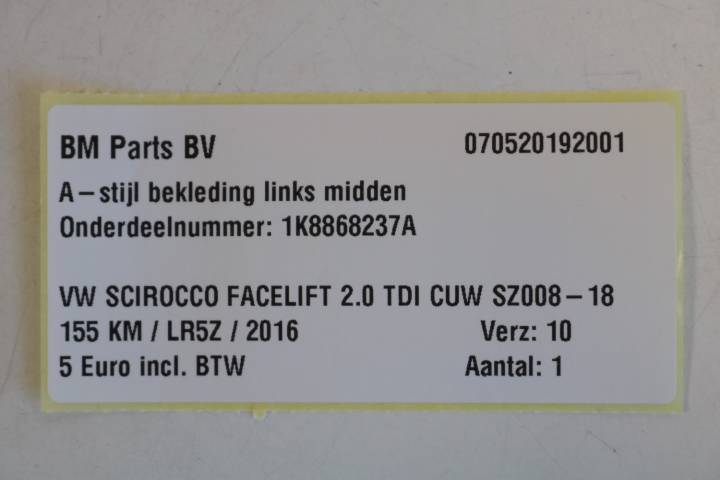 BM Parts BV 070520192001
A-stijl bekleding links midden
Onderdeelnummer: 1K8868237A
VW SCIROCCO FACELIFT 2.0 TDI CUW SZ008-18
155 KM / LR5Z / 2016 Verz: 10
5 Euro incl. BTW Aantal: 1